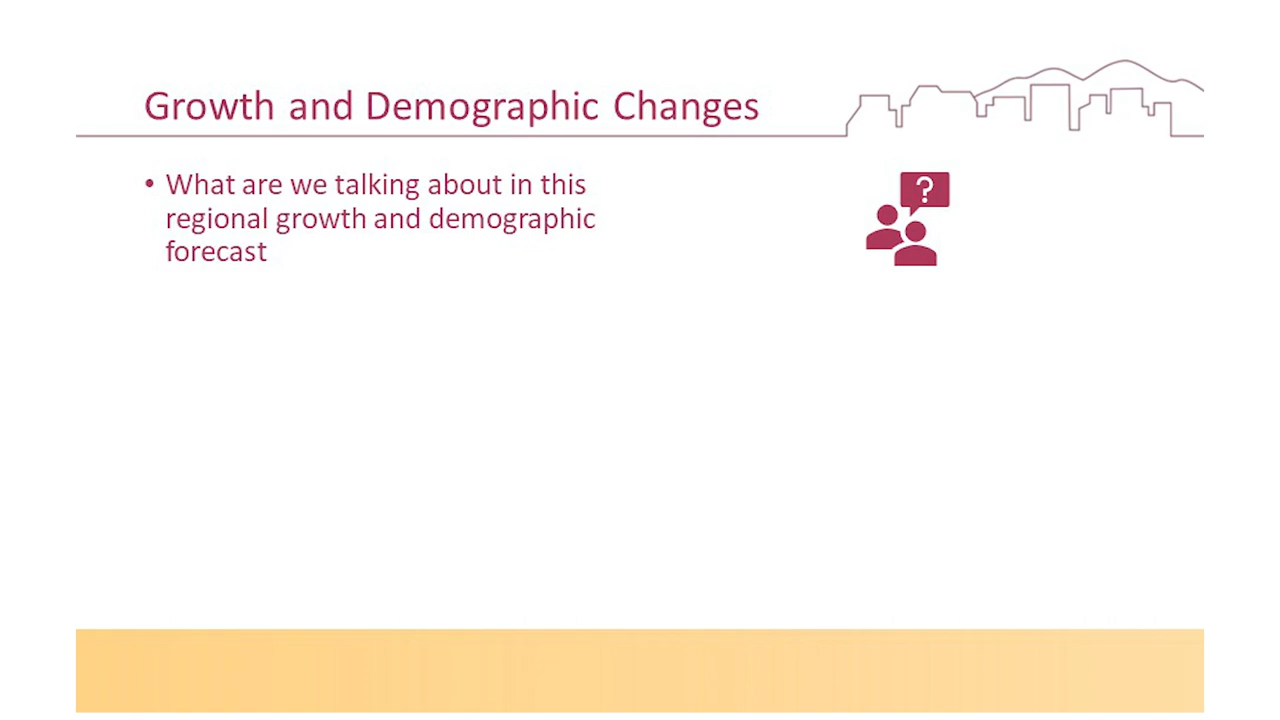 Growth and Demographic Changes
• What are we talking about in this
regional growth and demographic
forecast
?